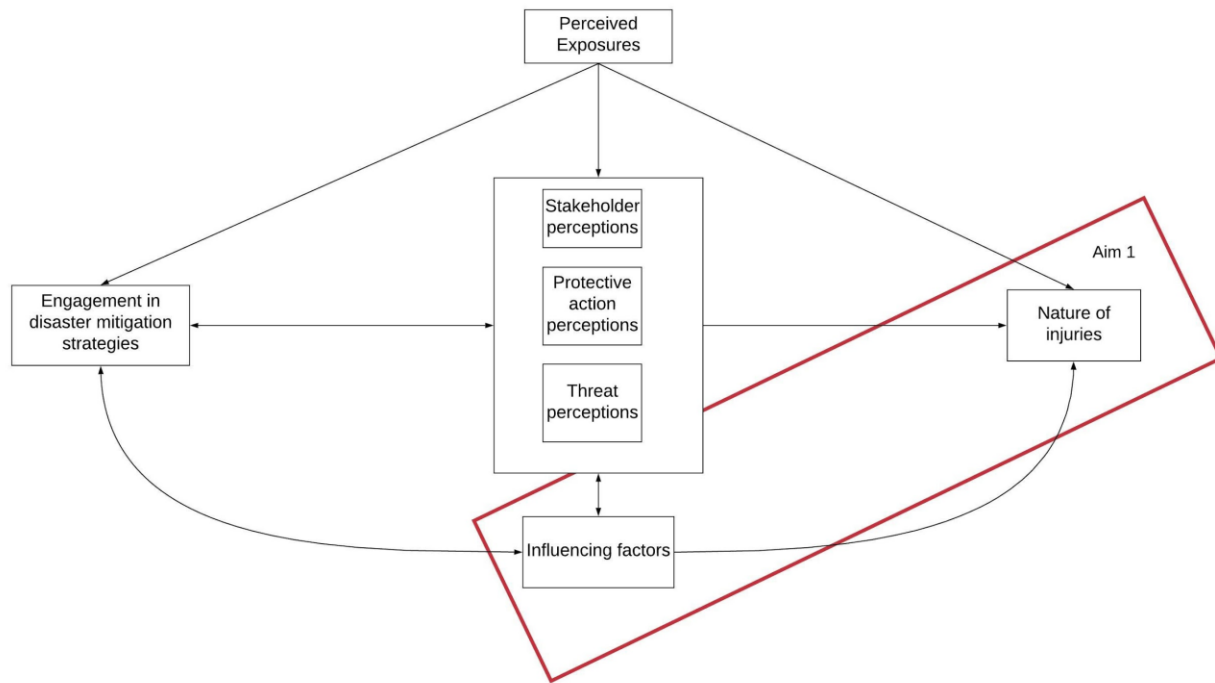 Perceived
Exposures
Stakeholder
perceptions
Aim 1
Protective
action
perceptions
Engagement in
disaster mitigation
strategies
Nature of
injuries
Threat
perceptions
Influencing factors